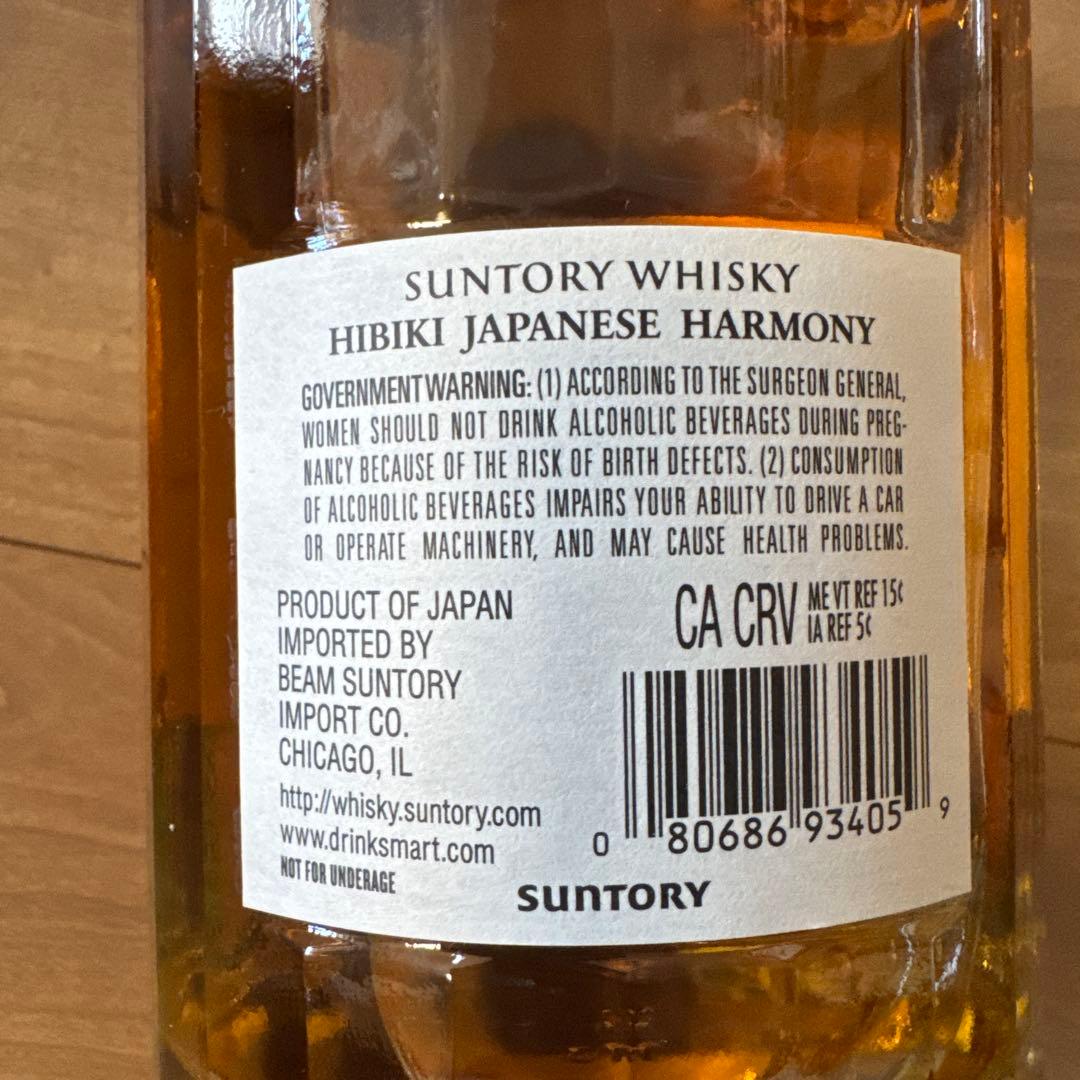 SUNTORY WHISKY
HIBIKI JAPANESE HARMONY
GOVERNMENT WARNING: (1) ACCORDING TO THE SURGEON GENERAL,
WOMEN SHOULD NOT DRINK ALCOHOLIC BEVERAGES DURING PREG-
NANCY BECAUSE OF THE RISK OF BIRTH DEFECTS. (2) CONSUMPTION
OF ALCOHOLIC BEVERAGES IMPAIRS YOUR ABILITY TO DRIVE A CAR
OR OPERATE MACHINERY, AND MAY CAUSE HEALTH PROBLEMS.
PRODUCT OF JAPAN
IMPORTED BY
BEAM SUNTORY
IMPORT CO.
CHICAGO, IL
http://whisky.suntory.com
www.drinksmart.com
NOT FOR UNDERAGE
CA CRV ME VT REF 15¢
IA REF 5¢
0 80686 93405 9
SUNTORY